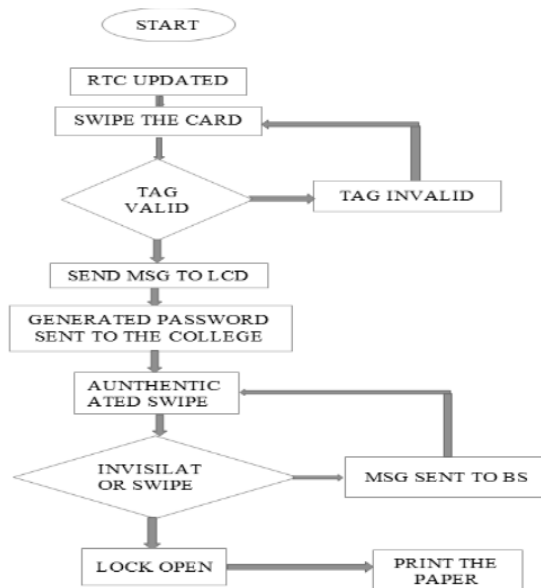 START
RTC UPDATED
SWIPE THE CARD
TAG
VALID
TAG INVALID
SEND MSG TO LCD
GENERATED PASSWORD
SENT TO THE COLLEGE
AUNTHENTIC
ATED SWIPE
INVISILAT
OR SWIPE
MSG SENT TO BS
LOCK OPEN
PRINT THE
PAPER